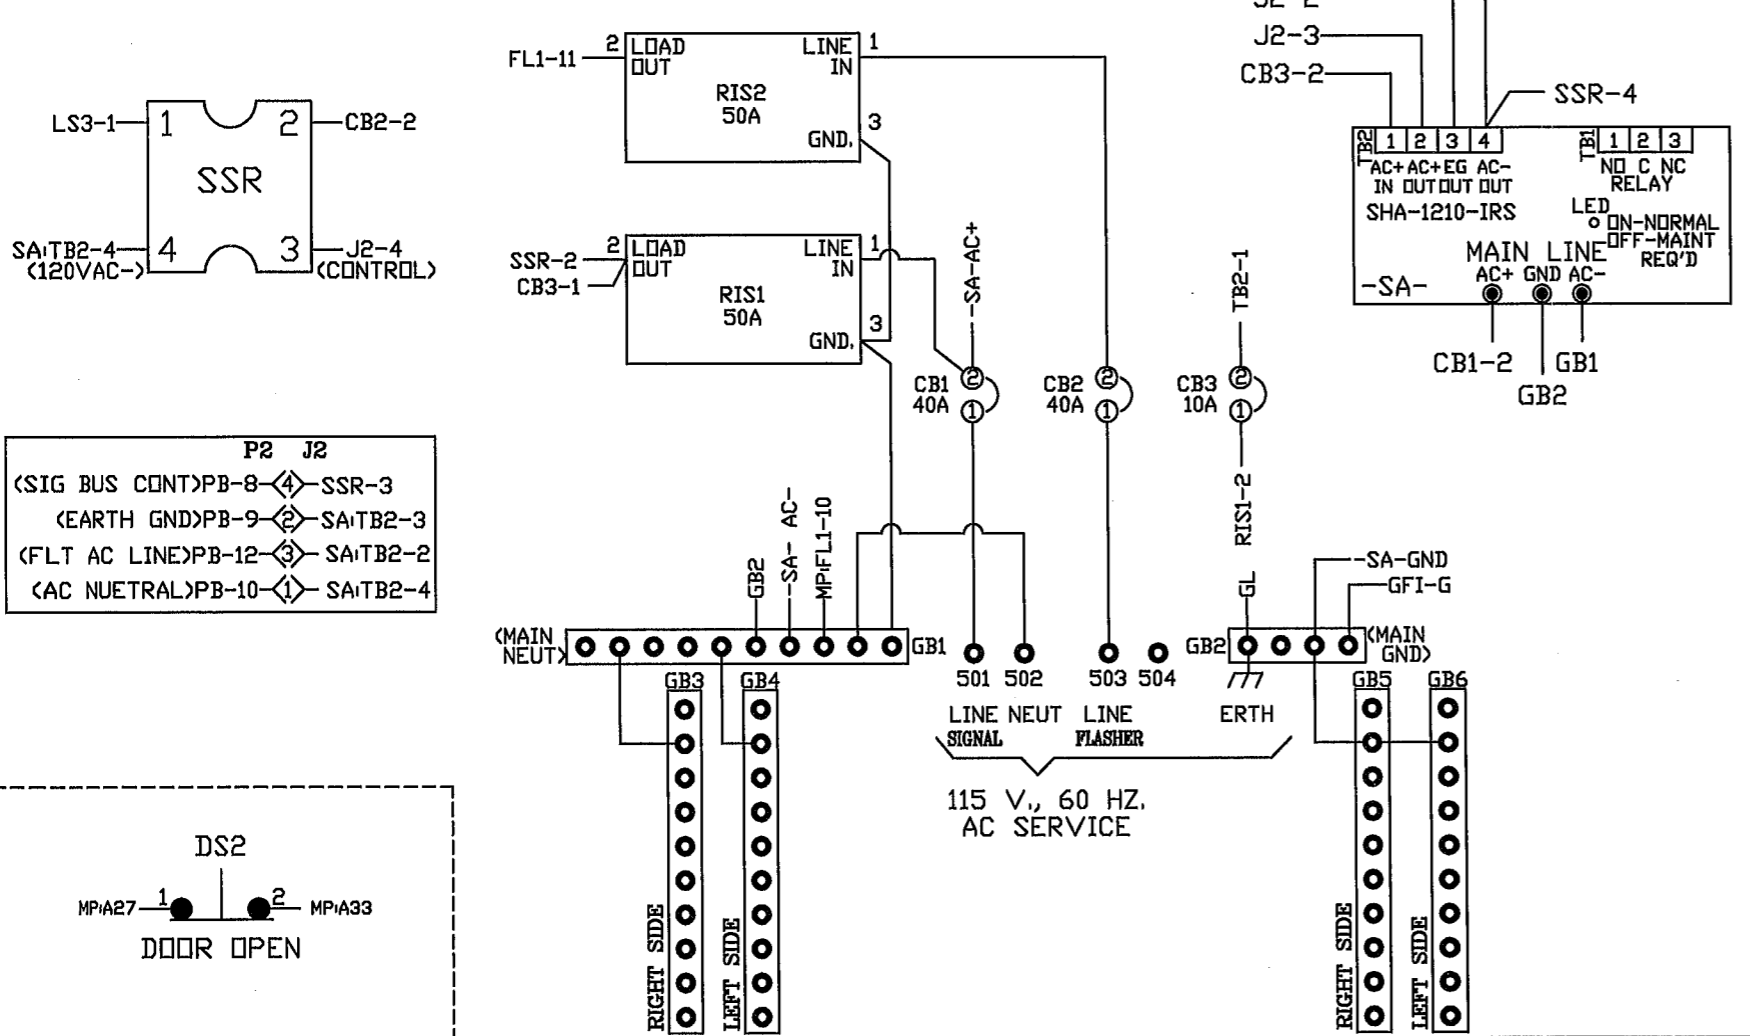 LS3-1
1
2
CB2-2
SSR
SA:TB2-4
(120VAC-)
4
3
J2-4
(CONTROL)
P2 J2
(SIG BUS CONT)PB-8 4 SSR-3
(EARTH GND)PB-9 2 SA:TB2-3
(FLT AC LINE)PB-12 3 SA:TB2-2
(AC NUETRAL)PB-10 1 SA:TB2-4
DS2
MP:A27 1
2 MP:A33
DOOR OPEN
FL1-11
2
LOAD
OUT
LINE
IN
1
RIS2
50A
3
GND.
SSR-2
CB3-1
2
LOAD
OUT
LINE
IN
1
RIS1
50A
3
GND.
-SA-AC+
CB1
40A
2
1
CB2
40A
2
1
TB2-1
CB3
10A
2
1
RIS1-2
GB2
-SA- AC-
MP:FL1-10
GL
-SA-GND
GFI-G
(MAIN
NEUT)
GB1
501 502
503 504
GB2
(MAIN
GND)
LINE NEUT LINE
SIGNAL
FLASHER
ERTH
115 V., 60 HZ.
AC SERVICE
GB3
GB4
RIGHT SIDE
LEFT SIDE
GB5
GB6
RIGHT SIDE
LEFT SIDE
J2-3
CB3-2
SSR-4
TB2
1 2 3 4
AC+ AC+ EG AC-
IN OUT OUT OUT
SHA-1210-IRS
TB1
1 2 3
NO C NC
RELAY
LED
ON-NORMAL
OFF-MAINT
REQ'D
MAIN LINE
AC+ GND AC-
-SA-
CB1-2
GB2
GB1